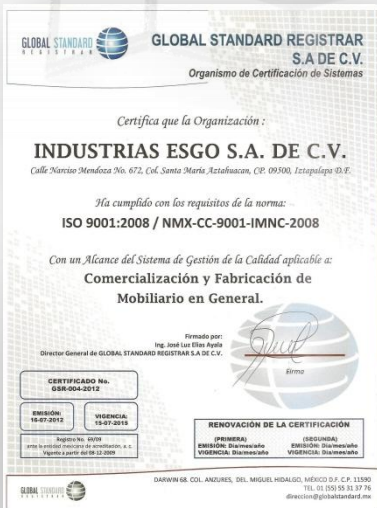 GLOBAL STANDARD
REGISTRAR
GLOBAL STANDARD REGISTRAR
S.A DE C.V.
Organismo de Certificación de Sistemas
Certifica que la Organización :
INDUSTRIAS ESGO S.A. DE C.V.
Calle Narciso Mendoza No. 672, Col. Santa María Aztahuacan, CP. 09500, Iztapalapa D.F.
Ha cumplido con los requisitos de la norma:
ISO 9001:2008 / NMX-CC-9001-IMNC-2008
Con un Alcance del Sistema de Gestión de la Calidad aplicable a:
Comercialización y Fabricación de
Mobiliario en General.
Firmado por:
Ing. José Luz Elías Ayala
Director General de GLOBAL STANDARD REGISTRAR S.A DE C.V.
Firma
CERTIFICADO No.
GSR-004-2012
EMISIÓN:
16-07-2012
VIGENCIA:
15-07-2015
Registro No. 69/09
ante la entidad mexicana de acreditación, a. c.
Vigente a partir del 08-12-2009
RENOVACIÓN DE LA CERTIFICACIÓN
(PRIMERA)
EMISIÓN: Día/mes/año
VIGENCIA: Día/mes/año
(SEGUNDA)
EMISIÓN: Día/mes/año
VIGENCIA: Día/mes/año
GLOBAL STANDARD
DARWIN 68. COL. ANZURES, DEL. MIGUEL HIDALGO, MÉXICO D.F. C.P. 11590
TEL. 01 (55) 55 31 37 76
direccion@globalstandard.mx